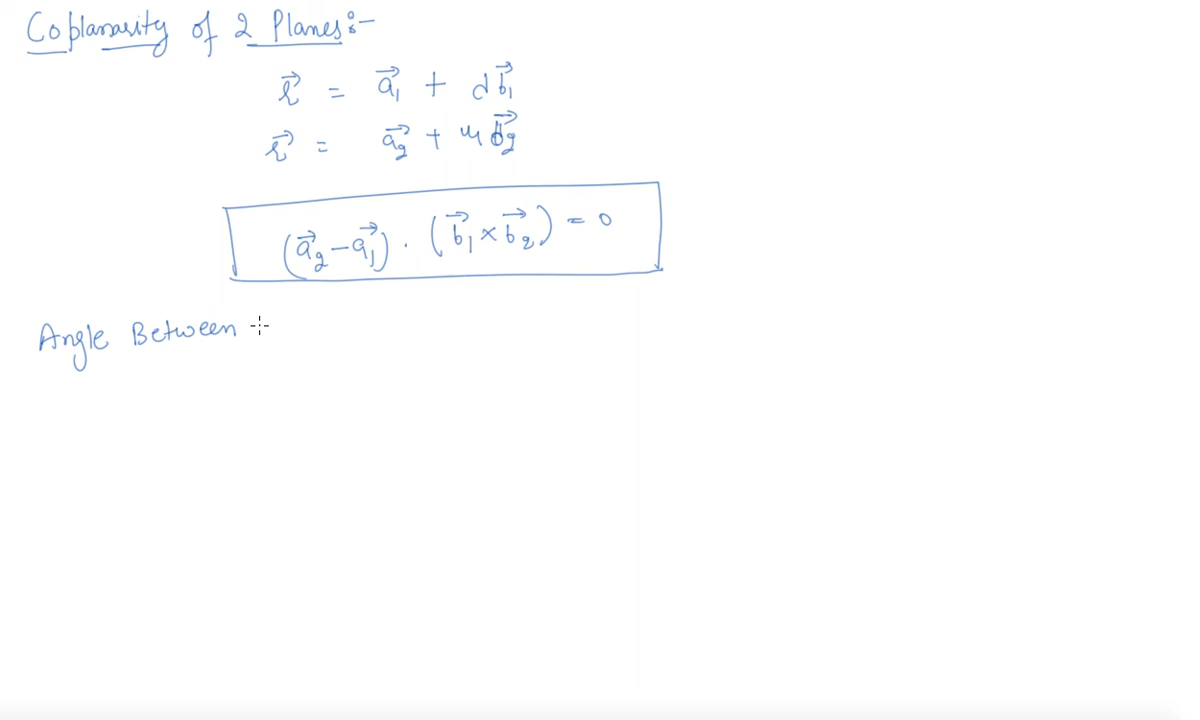 Coplanarity of 2 Planes:-
r⃗ = a⃗₁ + λb⃗₁
r⃗ = a⃗₂ + μb⃗₂
(a⃗₂ - a⃗₁) · (b⃗₁ × b⃗₂) = 0
Angle Between